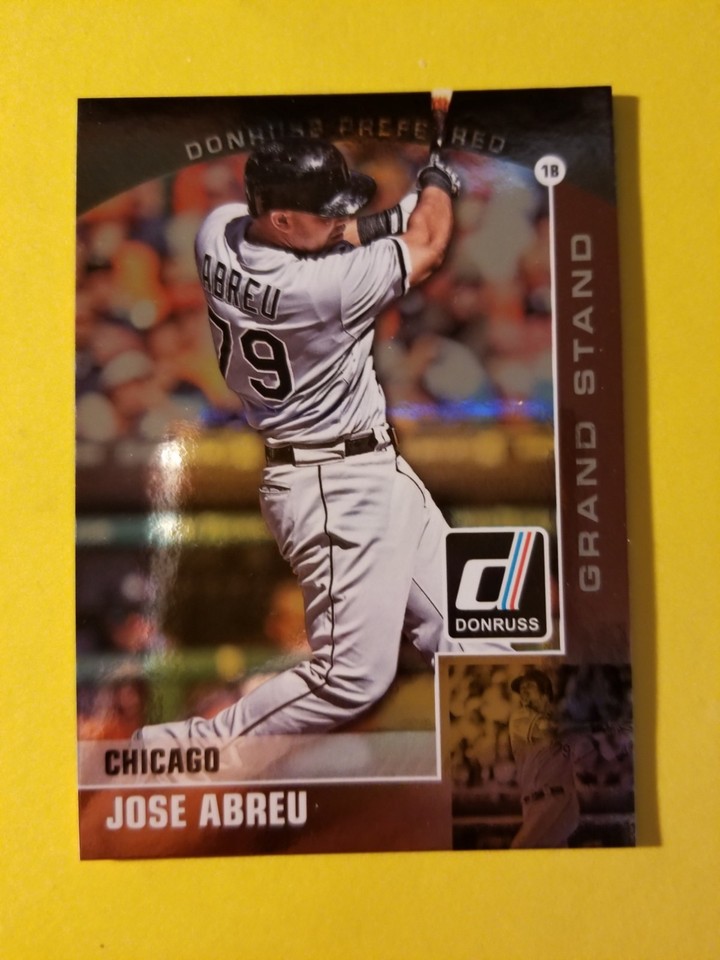 DONRUSS PREFERRED
1B
ABREU
79
GRAND STAND
d
DONRUSS
CHICAGO
JOSE ABREU